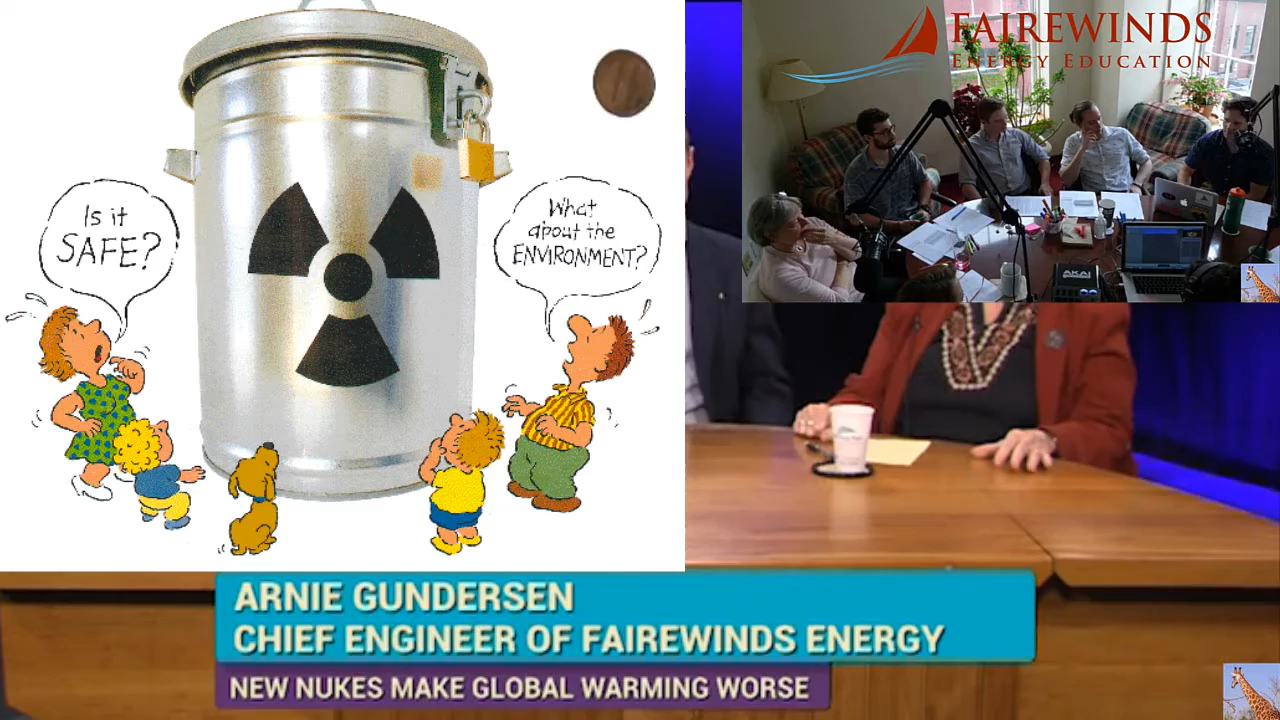 FAIREWINDS
ENERGY EDUCATION
Is it
SAFE?
What
about the
ENVIRONMENT?
AKAI
ARNIE GUNDERSEN
CHIEF ENGINEER OF FAIREWINDS ENERGY
NEW NUKES MAKE GLOBAL WARMING WORSE